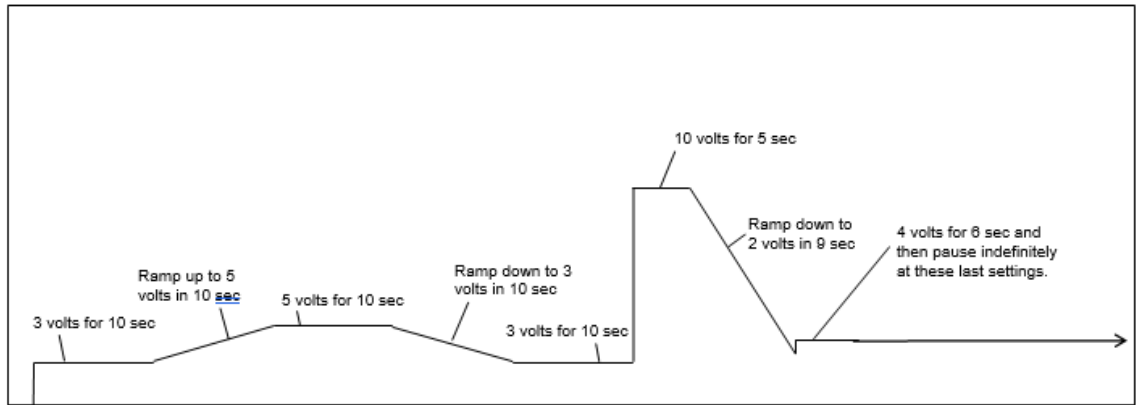 3 volts for 10 sec
Ramp up to 5
volts in 10 sec
5 volts for 10 sec
Ramp down to 3
volts in 10 sec
3 volts for 10 sec
10 volts for 5 sec
Ramp down to
2 volts in 9 sec
4 volts for 6 sec and
then pause indefinitely
at these last settings.